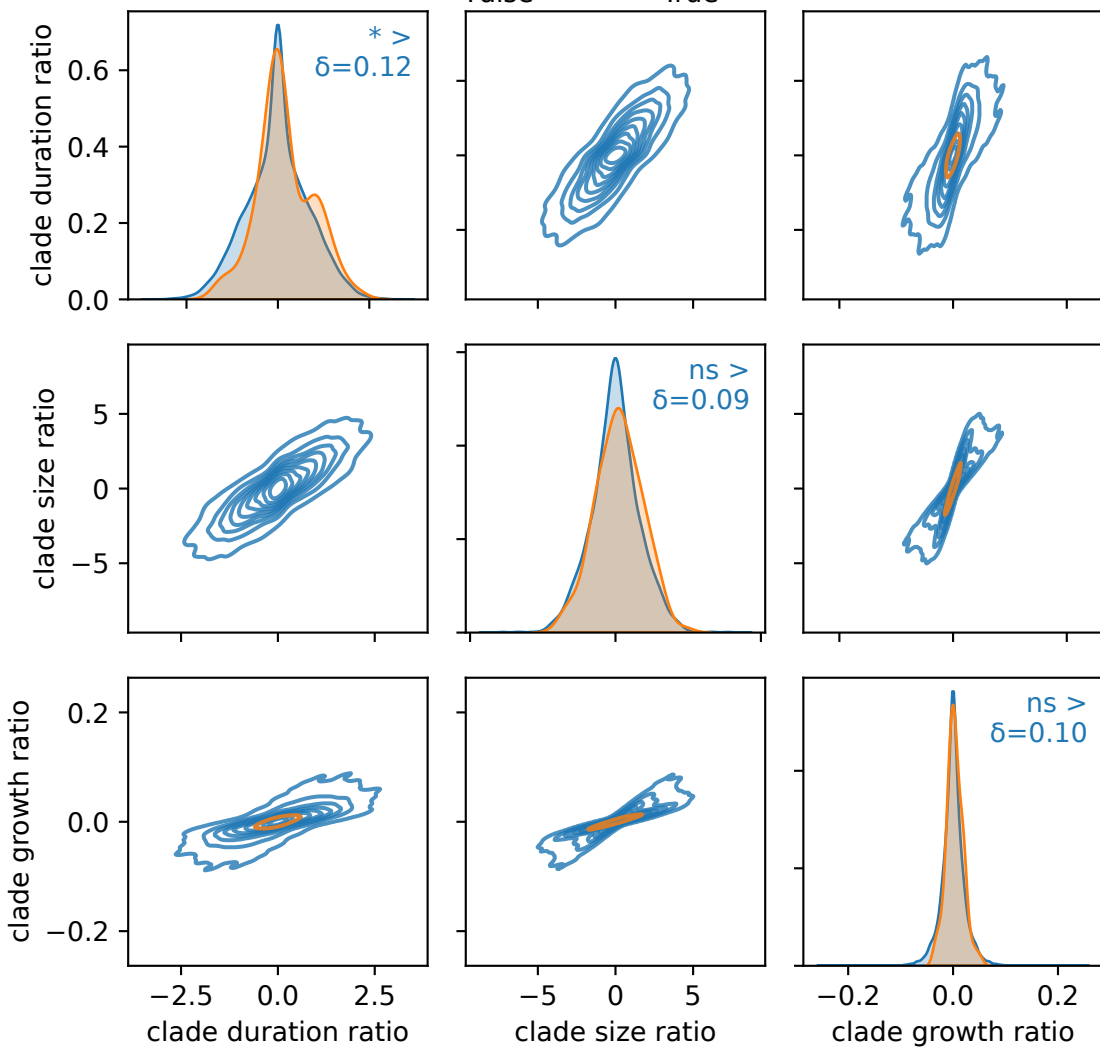 clade duration ratio
0.6
0.4
0.2
0.0
* >
δ=0.12
clade size ratio
5
0
−5
ns >
δ=0.09
clade growth ratio
0.2
0.0
−0.2
ns >
δ=0.10
−2.5 0.0 2.5
clade duration ratio
−5 0 5
clade size ratio
−0.2 0.0 0.2
clade growth ratio